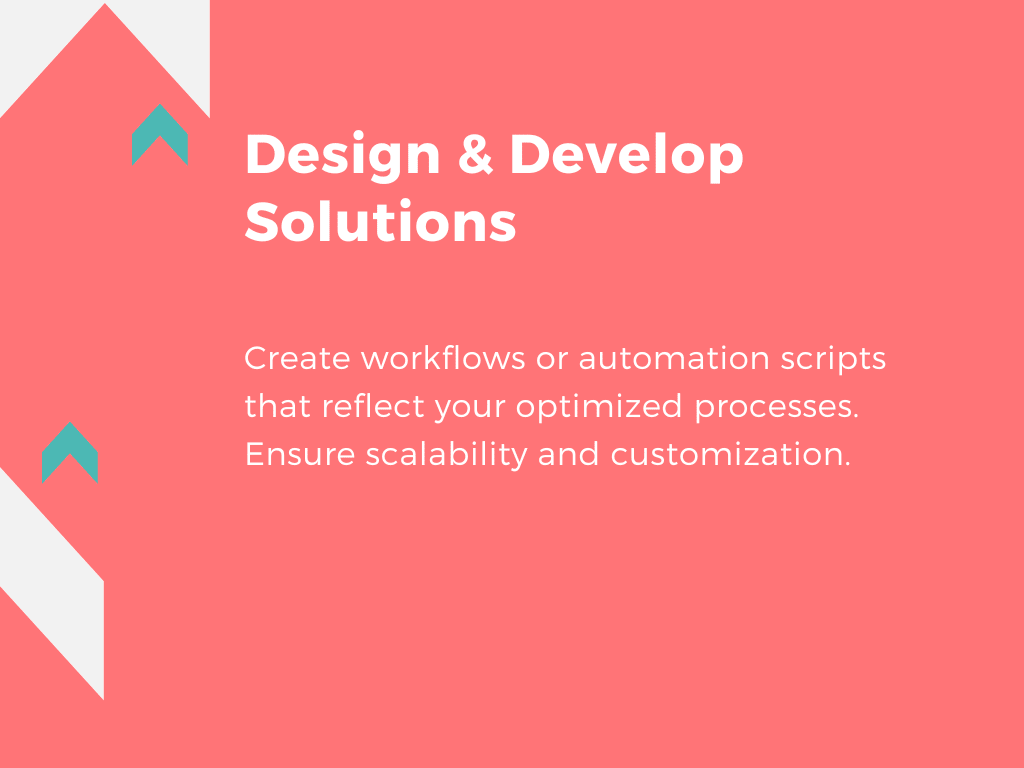 Design & Develop
Solutions
Create workflows or automation scripts
that reflect your optimized processes.
Ensure scalability and customization.